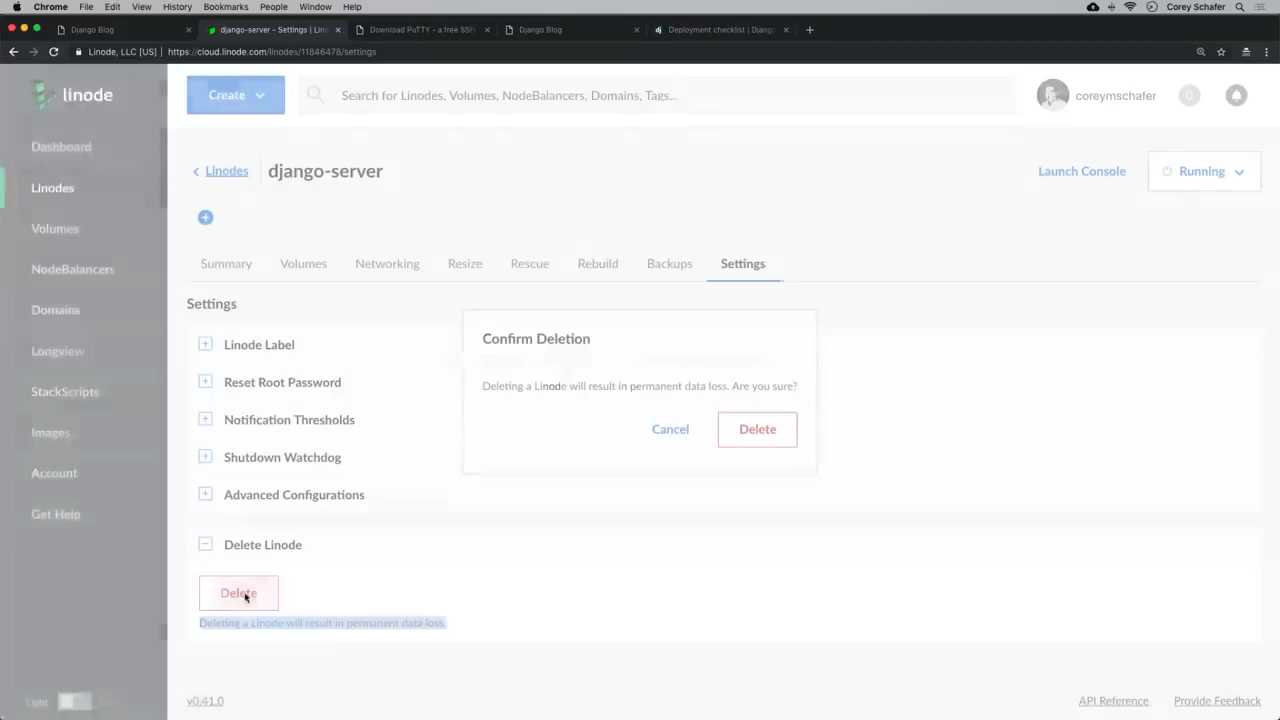 Chrome File Edit View History Bookmarks People Window Help
Corey Schafer
Django Blog
django-server - Settings | Lin
Download PuTTY - a free SSH
Django Blog
dj Deployment checklist | Djang
Linode, LLC [US] | https://cloud.linode.com/linodes/11846478/settings
linode
Create
Search for Linodes, Volumes, NodeBalancers, Domains, Tags...
coreymschafer
0
Dashboard
Linodes
Volumes
NodeBalancers
Domains
Longview
StackScripts
Images
Account
Get Help
Linodes
django-server
Launch Console
Running
Summary Volumes Networking Resize Rescue Rebuild Backups Settings
Settings
Linode Label
Reset Root Password
Notification Thresholds
Shutdown Watchdog
Advanced Configurations
Confirm Deletion
Deleting a Linode will result in permanent data loss. Are you sure?
Cancel Delete
Delete Linode
Delete
Deleting a Linode will result in permanent data loss.
Light
v0.41.0
API Reference Provide Feedback